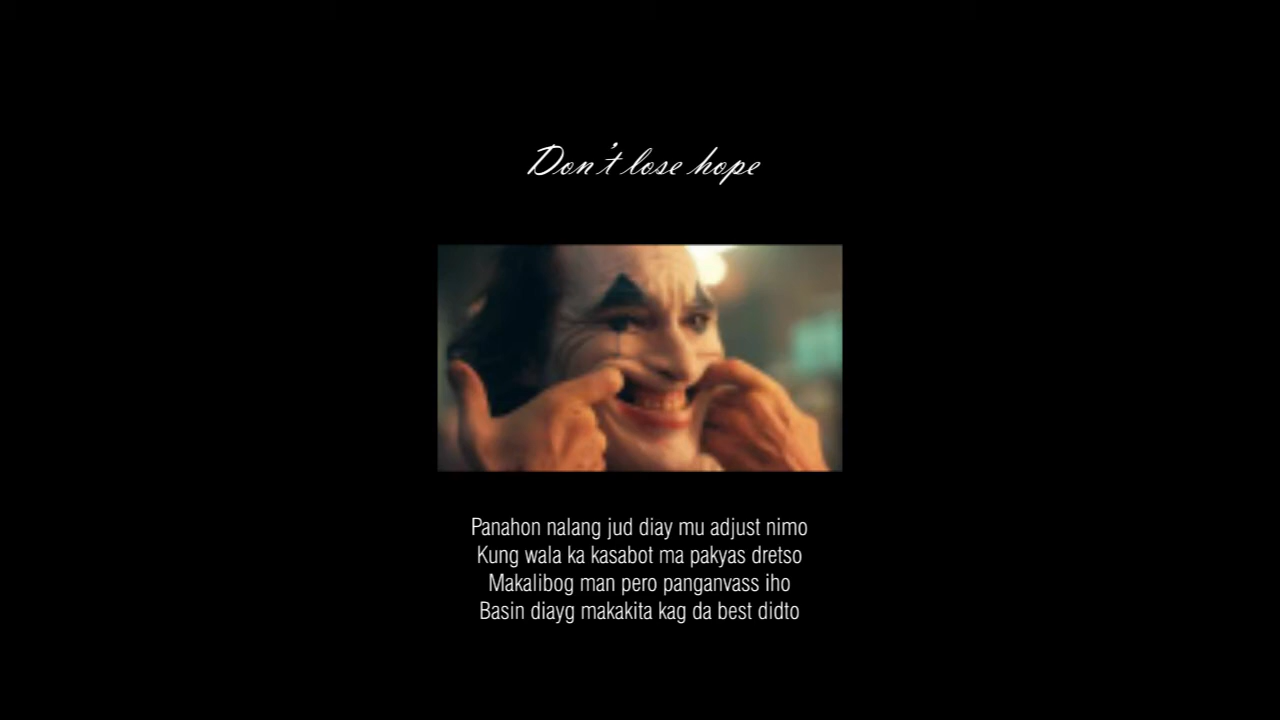 Don't lose hope
Panahon nalang jud diay mu adjust nimo
Kung wala ka kasabot ma pakyas dretso
Makalibog man pero panganvass iho
Basin diayg makakita kag da best didto